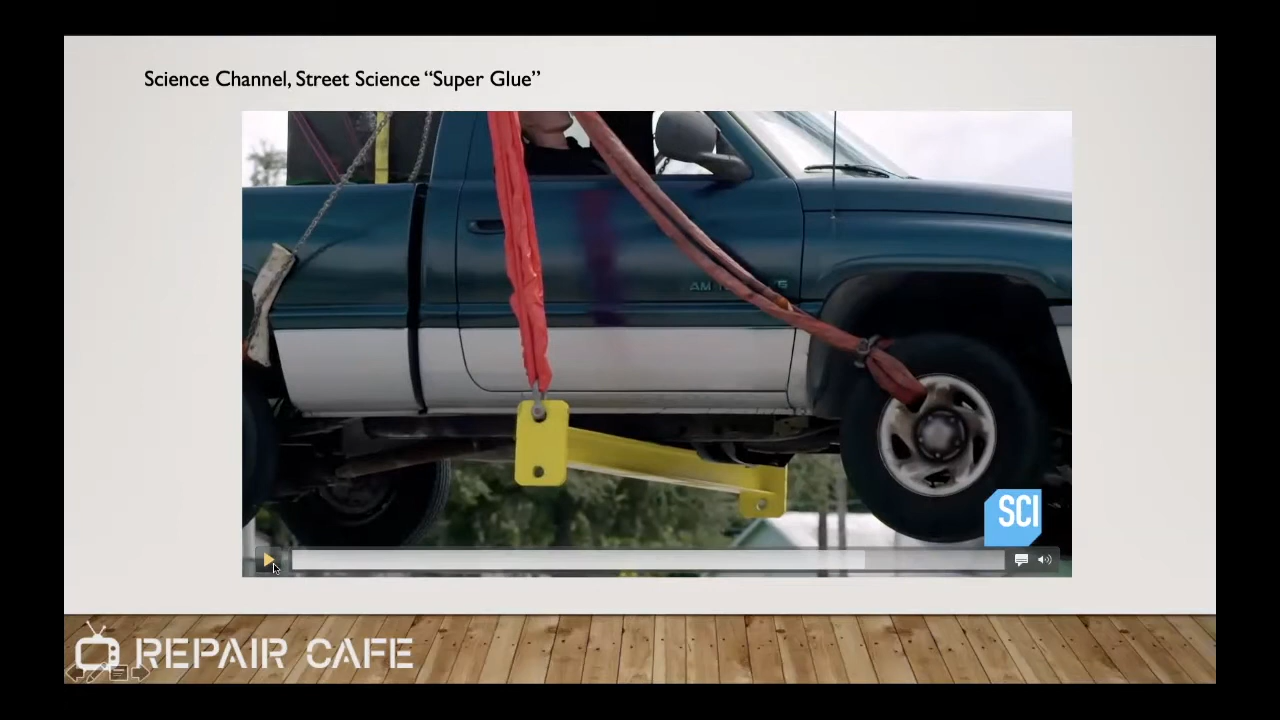 Science Channel, Street Science “Super Glue”
SCI
REPAIR CAFE